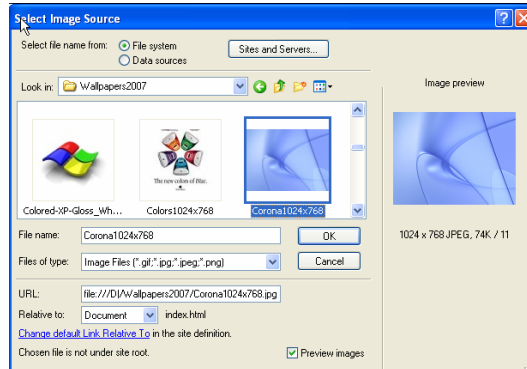 Select Image Source
Select file name from: File system
Data sources
Sites and Servers...
Look in: Wallpapers2007
Image preview
The new colors of iMac.
Colored-XP-Gloss_Wh... Colors1024x768 Corona1024x768
File name: Corona1024x768 OK
1024 x 768 JPEG, 74K / 11
Files of type: Image Files (*.gif;*.jpg;*.jpeg;*.png) Cancel
URL: file:///D|/Wallpapers2007/Corona1024x768.jpg
Relative to: Document index.html
Change default Link Relative To in the site definition.
Chosen file is not under site root. Preview images